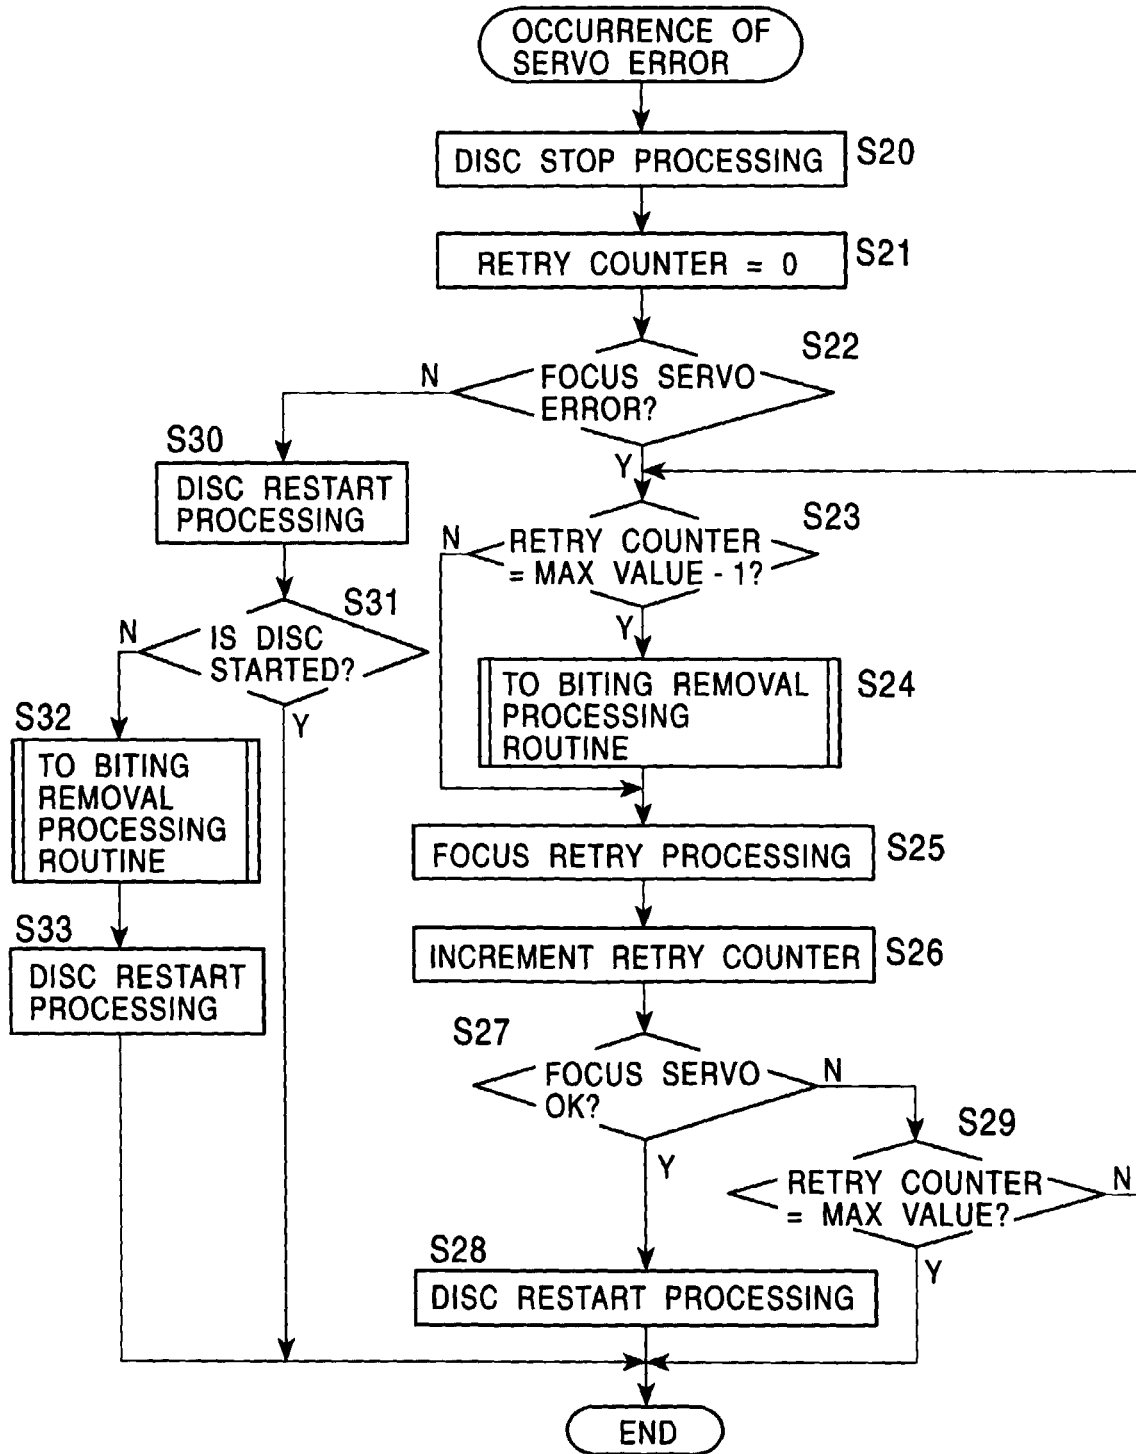 OCCURRENCE OF
SERVO ERROR
DISC STOP PROCESSING
S20
RETRY COUNTER = 0
S21
S22
FOCUS SERVO
ERROR?
N
Y
S30
DISC RESTART
PROCESSING
S23
RETRY COUNTER
= MAX VALUE - 1?
N
Y
S31
IS DISC
STARTED?
N
Y
S24
TO BITING REMOVAL
PROCESSING
ROUTINE
S32
TO BITING
REMOVAL
PROCESSING
ROUTINE
FOCUS RETRY PROCESSING
S25
S33
DISC RESTART
PROCESSING
INCREMENT RETRY COUNTER
S26
S27
FOCUS SERVO
OK?
N
Y
S29
RETRY COUNTER
= MAX VALUE?
N
Y
S28
DISC RESTART PROCESSING
END